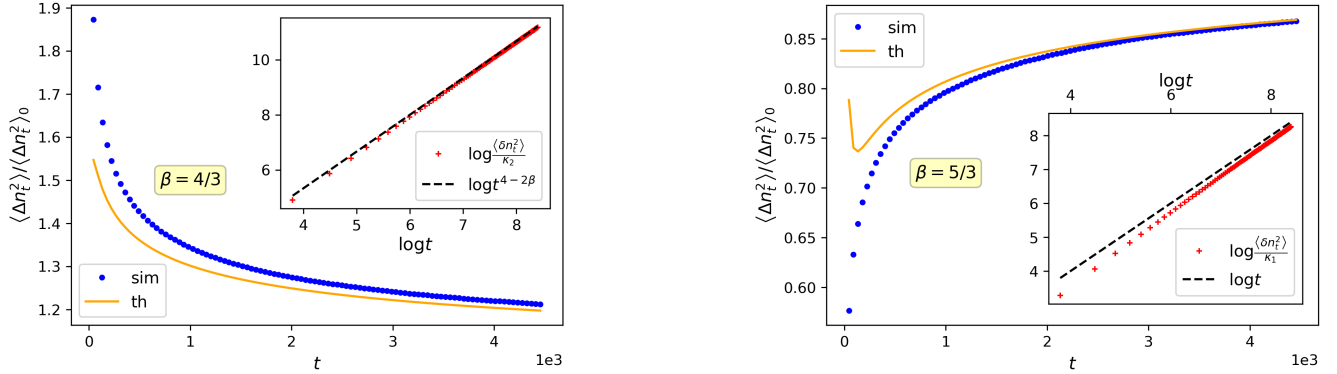 1.9
1.8
1.7
1.6
1.5
1.4
1.3
1.2
⟨Δn_t^2⟩/⟨Δn_t^2⟩_0
β = 4/3
sim
th
0 1 2 3 4
1e3
t
10
8
6
4 5 6 7 8
logt
log ⟨δn_t^2⟩/κ_2
logt^{4−2β}
0.85
0.80
0.75
0.70
0.65
0.60
⟨Δn_t^2⟩/⟨Δn_t^2⟩_0
sim
th
β = 5/3
0 1 2 3 4
1e3
t
logt
4 6 8
8
7
6
5
4
log ⟨δn_t^2⟩/κ_1
logt